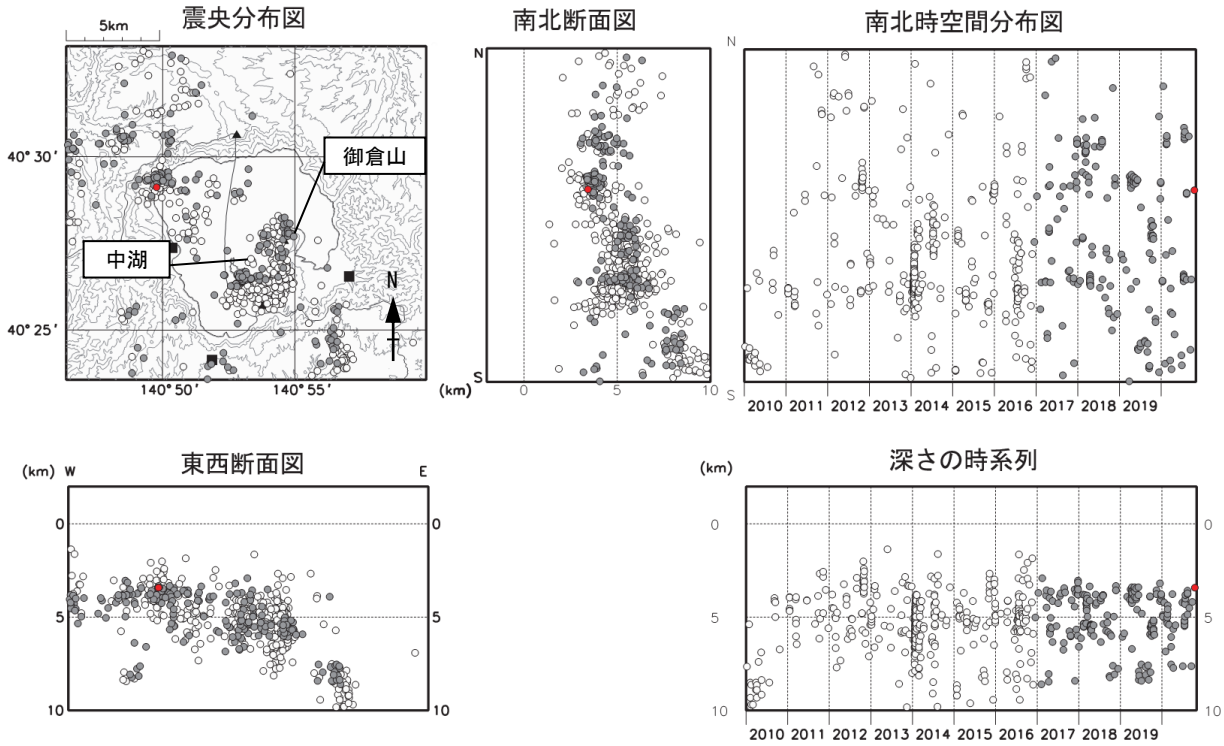 震央分布図
南北断面図
南北時空間分布図
5km
N
N
40° 30′
御倉山
中湖
N
40° 25′
140° 50′
140° 55′
S
S
(km)
0
5
10
2010
2011
2012
2013
2014
2015
2016
2017
2018
2019
東西断面図
深さの時系列
(km)
W
E
(km)
0
0
0
0
5
5
5
5
10
10
10
10
2010
2011
2012
2013
2014
2015
2016
2017
2018
2019